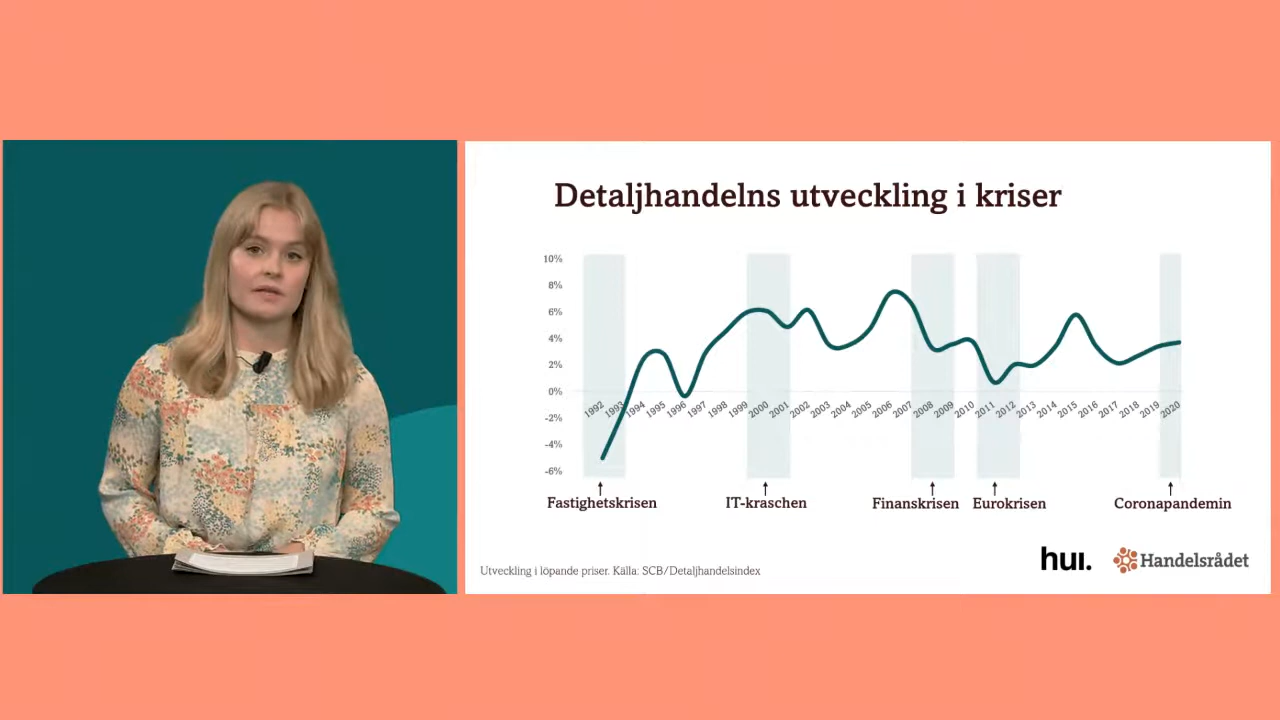 Detaljhandelns utveckling i kriser
10%
8%
6%
4%
2%
0%
-2%
-4%
-6%
1992 1993 1994 1995 1996 1997 1998 1999 2000 2001 2002 2003 2004 2005 2006 2007 2008 2009 2010 2011 2012 2013 2014 2015 2016 2017 2018 2019 2020
Fastighetskrisen IT-kraschen Finanskrisen Eurokrisen Coronapandemin
hui. Handelsrådet
Utveckling i löpande priser. Källa: SCB/Detaljhandelsindex